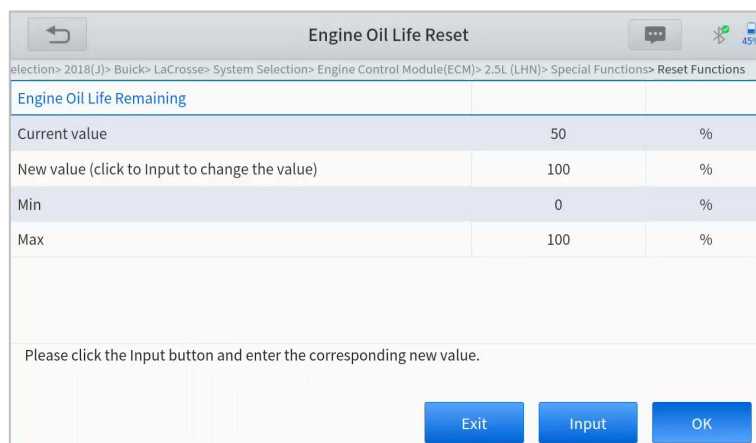 Engine Oil Life Reset
45%
election> 2018(J)> Buick> LaCrosse> System Selection> Engine Control Module(ECM)> 2.5L (LHN)> Special Functions> Reset Functions
Engine Oil Life Remaining
Current value 50 %
New value (click to Input to change the value) 100 %
Min 0 %
Max 100 %
Please click the Input button and enter the corresponding new value.
Exit Input OK